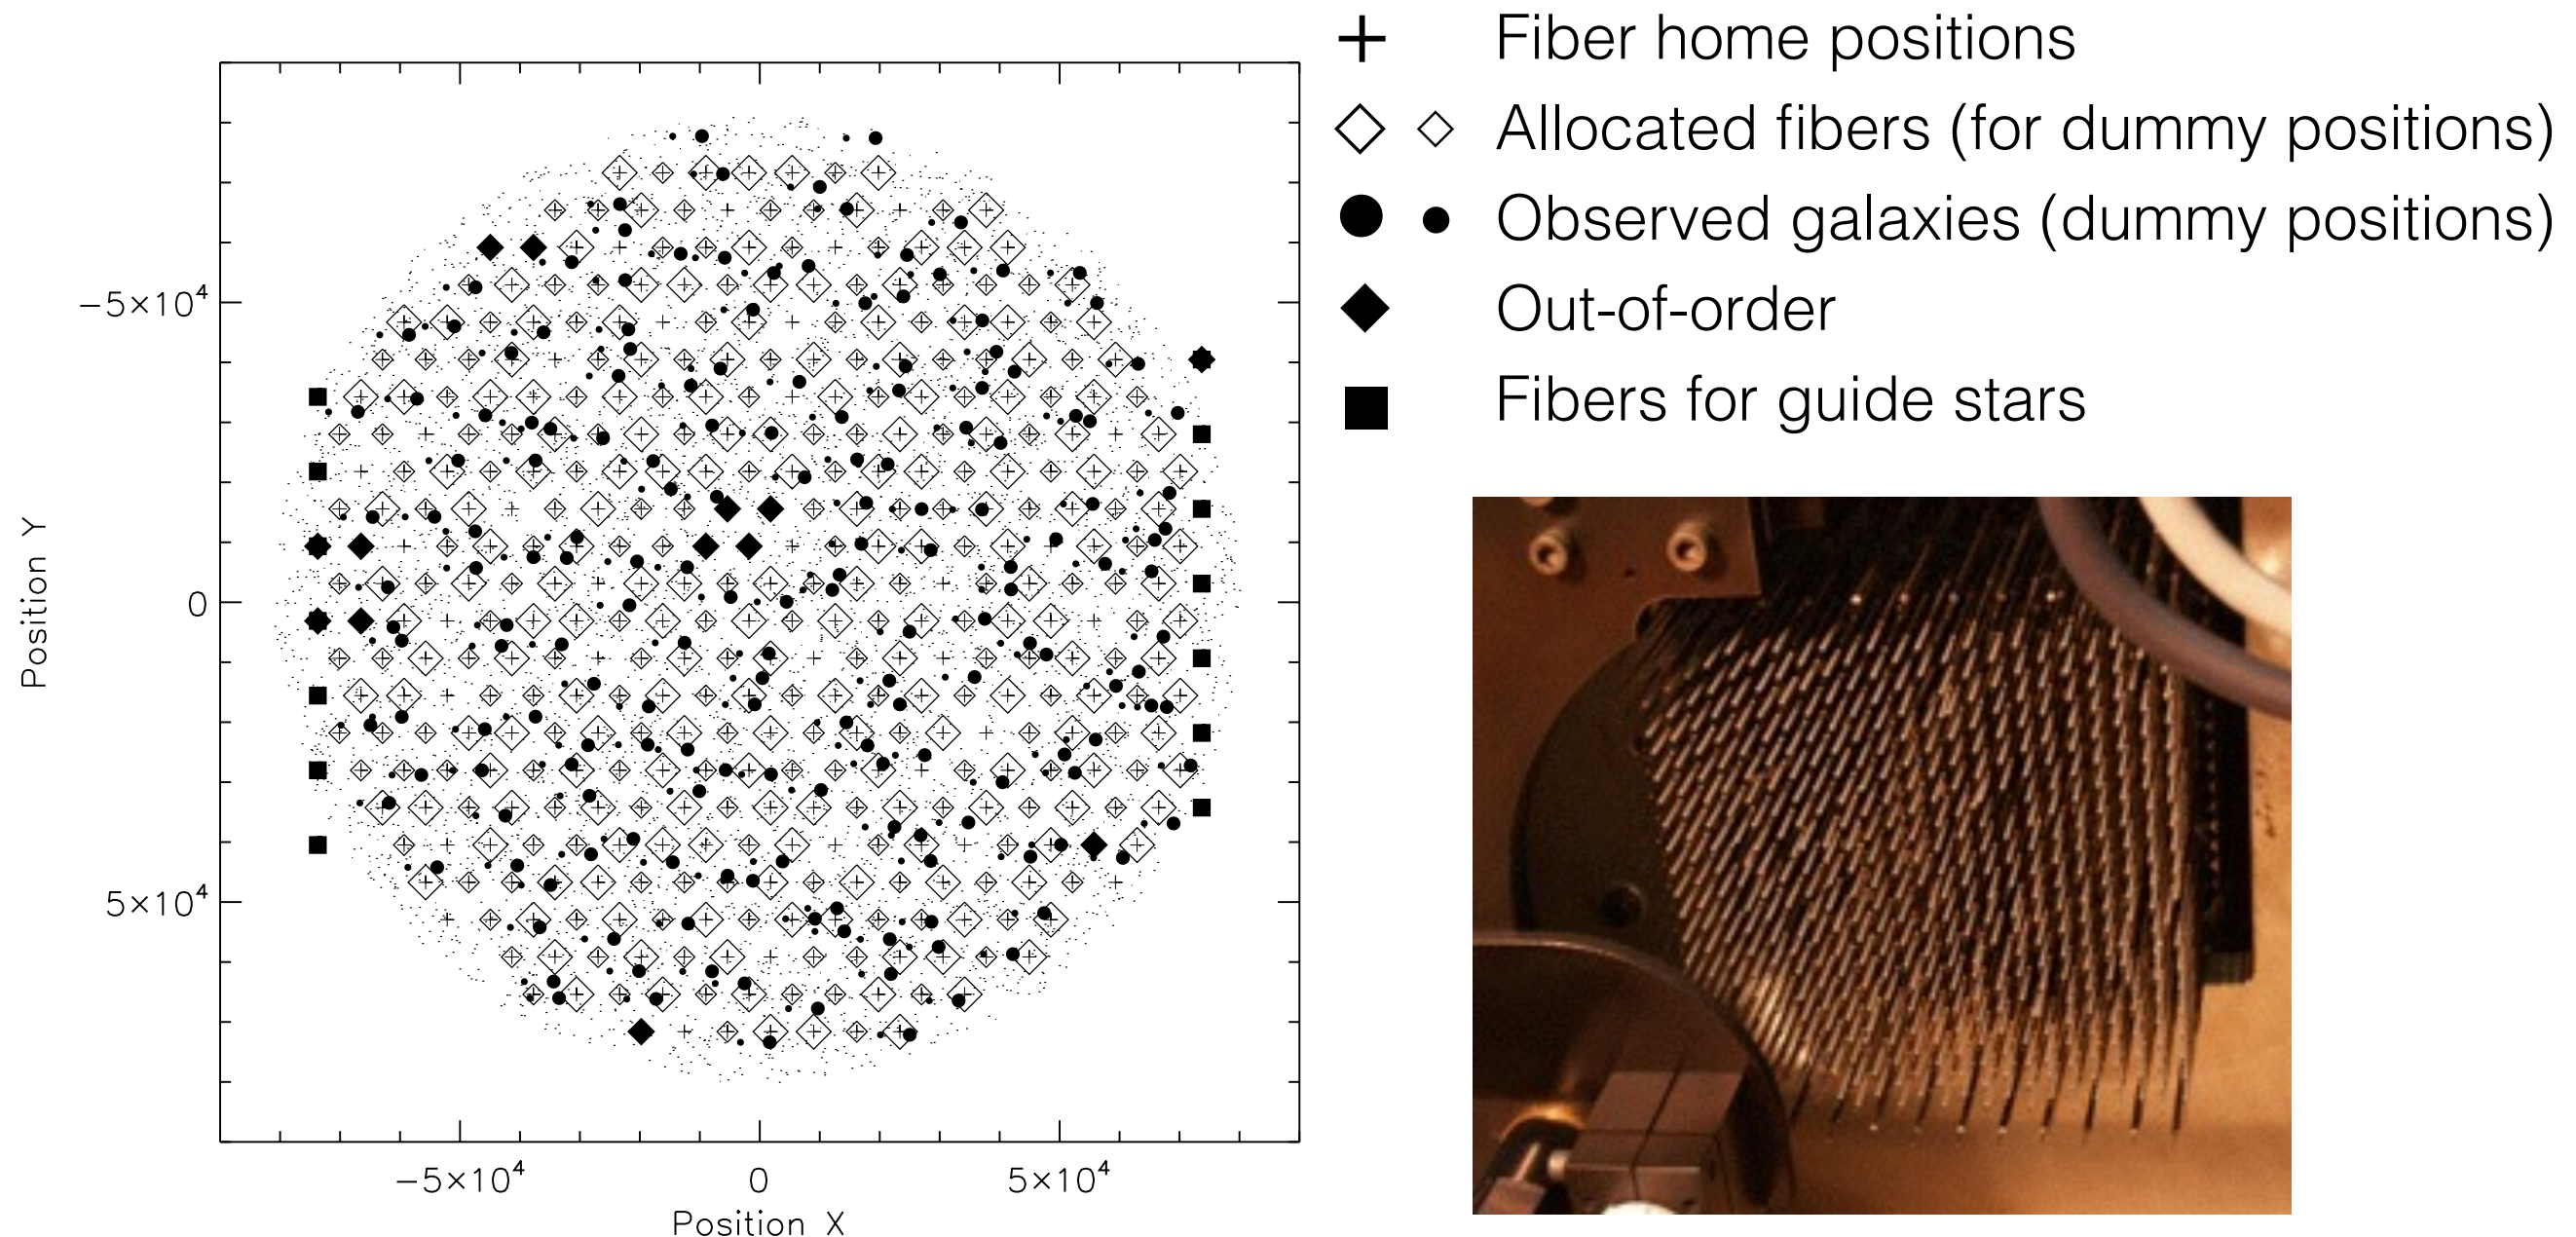 Fiber home positions
Allocated fibers (for dummy positions)
Observed galaxies (dummy positions)
Out-of-order
Fibers for guide stars
Position Y
−5×10⁴
0
5×10⁴
−5×10⁴ 0 5×10⁴
Position X